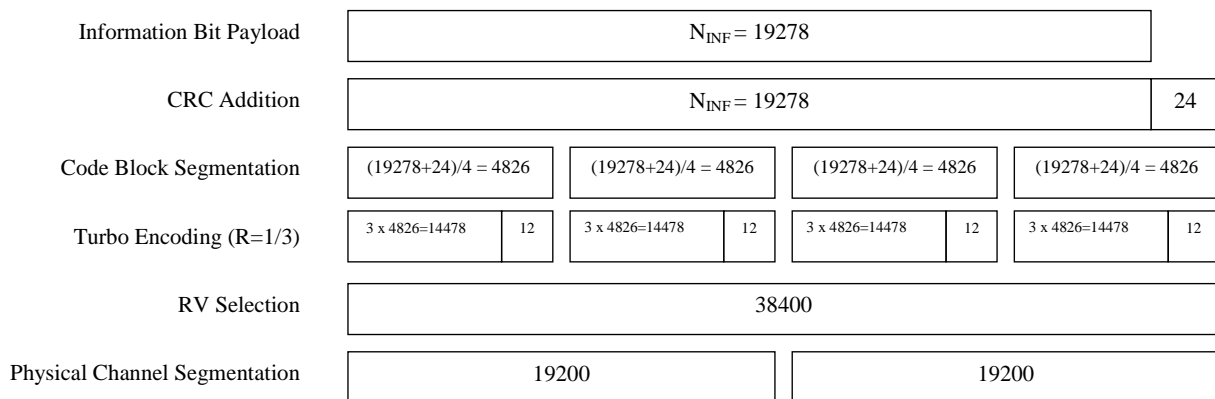 Information Bit Payload NINF = 19278
CRC Addition NINF = 19278 24
Code Block Segmentation (19278+24)/4 = 4826 (19278+24)/4 = 4826 (19278+24)/4 = 4826 (19278+24)/4 = 4826
Turbo Encoding (R=1/3) 3 x 4826=14478 12 3 x 4826=14478 12 3 x 4826=14478 12 3 x 4826=14478 12
RV Selection 38400
Physical Channel Segmentation 19200 19200